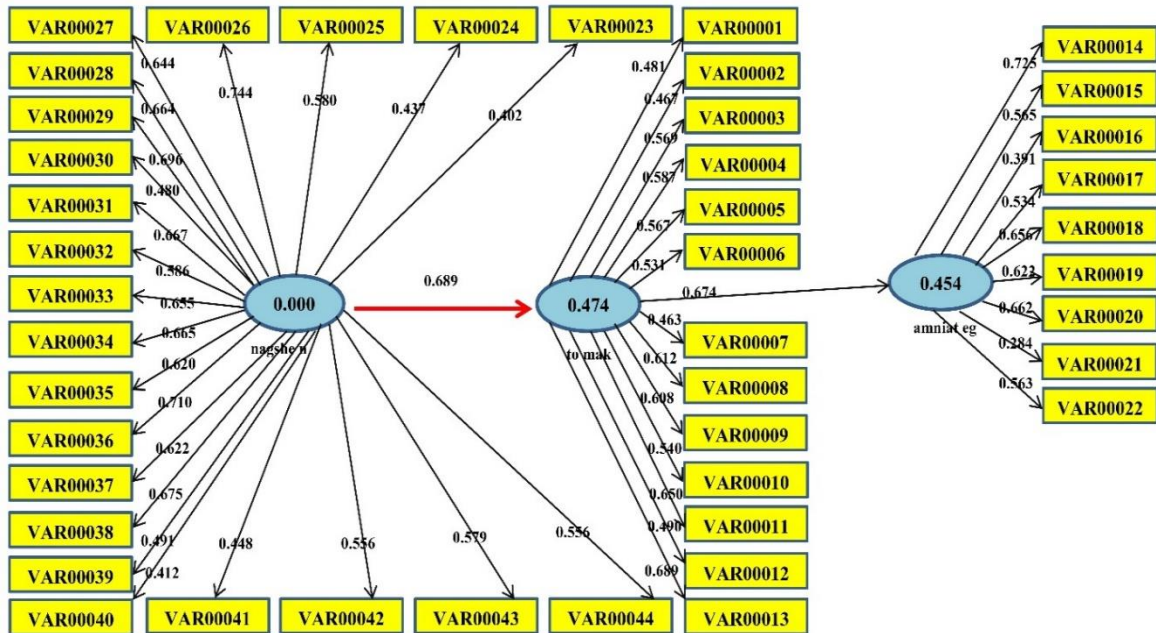 VAR00027
VAR00026
VAR00025
VAR00024
VAR00023
VAR00001
VAR00028
VAR00029
VAR00030
VAR00031
VAR00032
VAR00033
VAR00034
VAR00035
VAR00036
VAR00037
VAR00038
VAR00039
VAR00040
VAR00041
VAR00042
VAR00043
VAR00044
VAR00013
0.644
0.744
0.580
0.437
0.402
0.664
0.696
0.480
0.667
0.586
0.655
0.665
0.620
0.710
0.622
0.675
0.491
0.412
0.448
0.556
0.579
0.556
0.000
nagshe n
0.689
0.474
to mak
VAR00002
VAR00003
VAR00004
VAR00005
VAR00006
VAR00007
VAR00008
VAR00009
VAR00010
VAR00011
VAR00012
0.481
0.467
0.569
0.587
0.567
0.531
0.463
0.612
0.608
0.540
0.650
0.490
0.689
0.674
0.454
amniat eg
VAR00014
VAR00015
VAR00016
VAR00017
VAR00018
VAR00019
VAR00020
VAR00021
VAR00022
0.725
0.565
0.391
0.534
0.6567
0.623
0.662
0.284
0.563